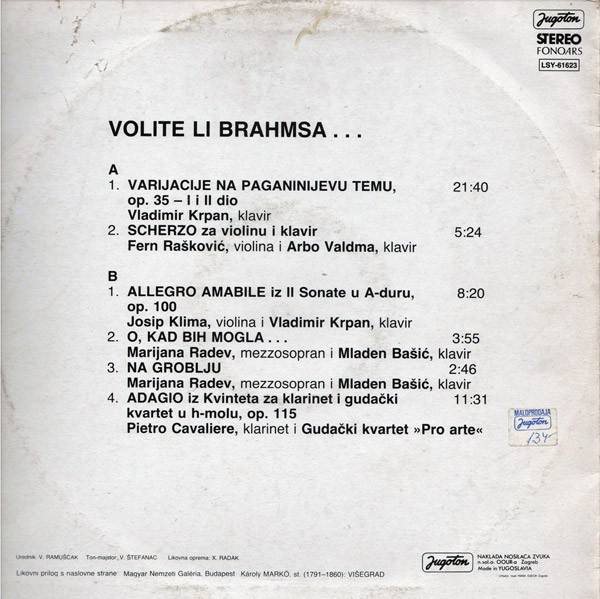 Jugoton
STEREO
FONOARS
LSY-61623
VOLITE LI BRAHMSA . . .
A
1. VARIJACIJE NA PAGANINIJEVU TEMU, 21:40
op. 35 – I i II dio
Vladimir Krpan, klavir
2. SCHERZO za violinu i klavir 5:24
Fern Rašković, violina i Arbo Valdma, klavir
B
1. ALLEGRO AMABILE iz II Sonate u A-duru, 8:20
op. 100
Josip Klima, violina i Vladimir Krpan, klavir
2. O, KAD BIH MOGLA . . . 3:55
Marijana Radev, mezzosopran i Mladen Bašić, klavir
3. NA GROBLJU 2:46
Marijana Radev, mezzosopran i Mladen Bašić, klavir
4. ADAGIO iz Kvinteta za klarinet i gudački 11:31
kvartet u h-molu, op. 115
Pietro Cavaliere, klarinet i Gudački kvartet »Pro arte«
MALOPRODAJA
Jugoton
134
Urednik: V. RAMUŠĆAK Ton-majstor, V. ŠTEFANAC Likovna oprema: X. RADAK
Likovni prilog s naslovne strane: Magyar Nemzeti Galéria, Budapest Károly MARKÓ, st. (1791–1860): VIŠEGRAD
Jugoton
NAKLADA NOSILAČA ZVUKA
n.sol.o. OOUR-a Zagreb
Made in YUGOSLAVIA